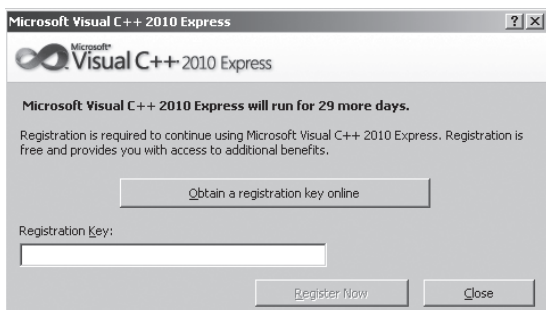 Microsoft Visual C++ 2010 Express
Microsoft®
Visual C++ 2010 Express
Microsoft Visual C++ 2010 Express will run for 29 more days.
Registration is required to continue using Microsoft Visual C++ 2010 Express. Registration is
free and provides you with access to additional benefits.
Obtain a registration key online
Registration Key:
Register Now
Close